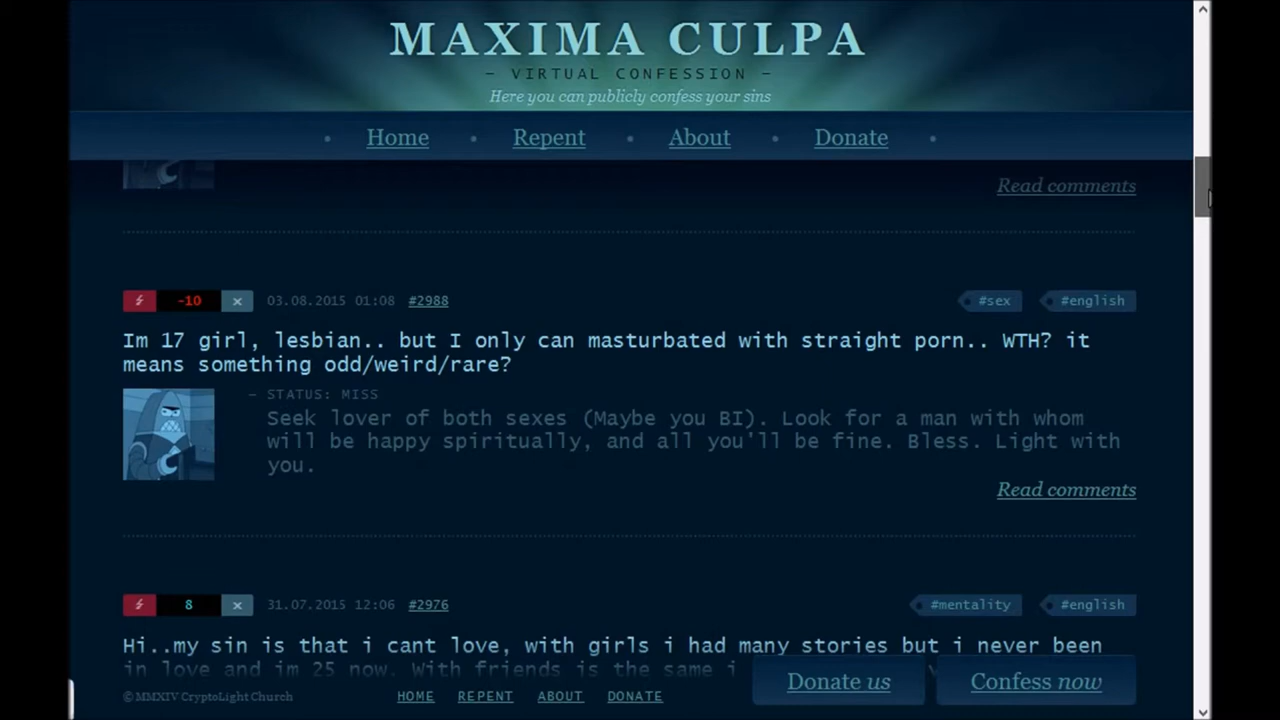 MAXIMA CULPA
– VIRTUAL CONFESSION –
Here you can publicly confess your sins
Home
Repent
About
Donate
Read comments
-10 × 03.08.2015 01:08 #2988 #sex #english
Im 17 girl, lesbian.. but I only can masturbated with straight porn.. WTH? it
means something odd/weird/rare?
– STATUS: MISS
Seek lover of both sexes (Maybe you BI). Look for a man with whom
will be happy spiritually, and all you'll be fine. Bless. Light with
you.
Read comments
8 × 31.07.2015 12:06 #2976 #mentality #english
Hi..my sin is that i cant love, with girls i had many stories but i never been
in love and im 25 now. With friends is the same i
Donate us
Confess now
© MMXIV CryptoLight Church
HOME
REPENT
ABOUT
DONATE